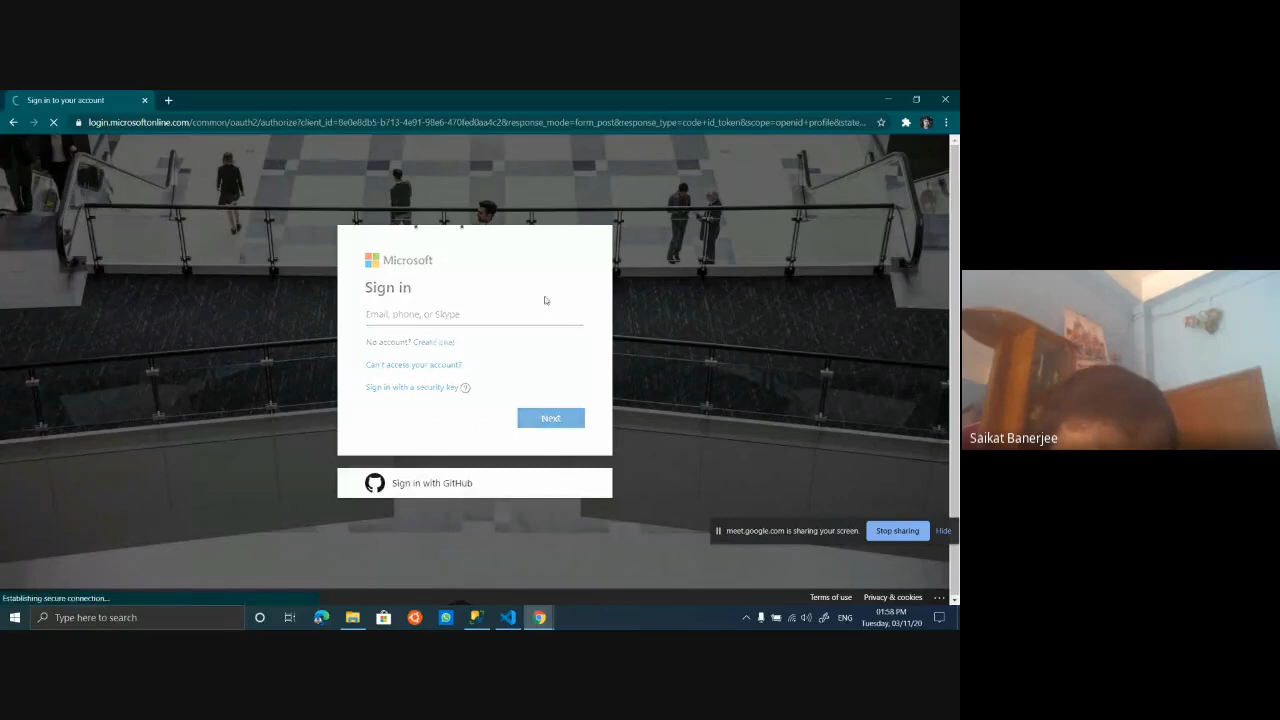 Sign in to your account
login.microsoftonline.com/common/oauth2/authorize?client_id=8e0e8db5-b713-4e91-98e6-470fed0aa4c2&response_mode=form_post&response_type=code+id_token&scope=openid+profile&state...
Microsoft
Sign in
Email, phone, or Skype
No account? Create one!
Can't access your account?
Sign in with a security key ?
Next
Sign in with GitHub
meet.google.com is sharing your screen. Stop sharing Hide
Saikat Banerjee
Establishing secure connection...
Terms of use Privacy & cookies ...
Type here to search
ENG
01:58 PM
Tuesday, 03/11/20